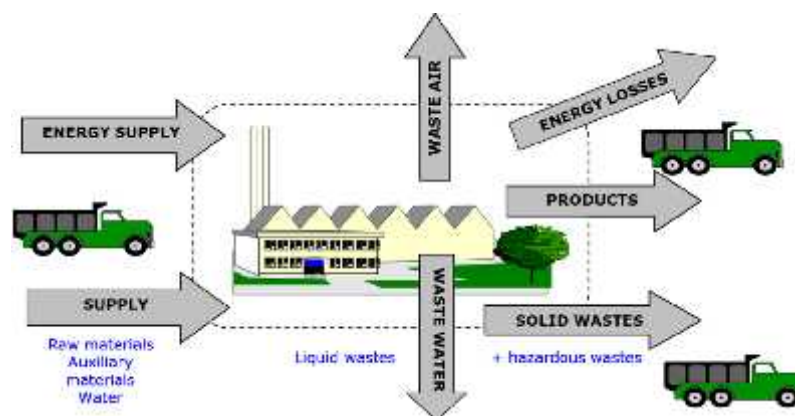 WASTE AIR
ENERGY LOSSES
ENERGY SUPPLY
PRODUCTS
SUPPLY
WASTE WATER
SOLID WASTES
Raw materials
Auxiliary
materials
Water
Liquid wastes
+ hazardous wastes